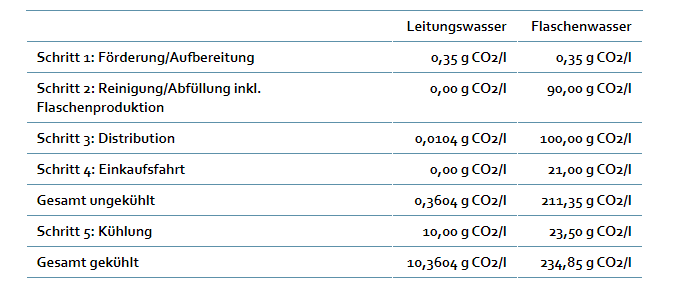 Leitungswasser Flaschenwasser
Schritt 1: Förderung/Aufbereitung 0,35 g CO2/l 0,35 g CO2/l
Schritt 2: Reinigung/Abfüllung inkl. 0,00 g CO2/l 90,00 g CO2/l
Flaschenproduktion
Schritt 3: Distribution 0,0104 g CO2/l 100,00 g CO2/l
Schritt 4: Einkaufsfahrt 0,00 g CO2/l 21,00 g CO2/l
Gesamt ungekühlt 0,3604 g CO2/l 211,35 g CO2/l
Schritt 5: Kühlung 10,00 g CO2/l 23,50 g CO2/l
Gesamt gekühlt 10,3604 g CO2/l 234,85 g CO2/l